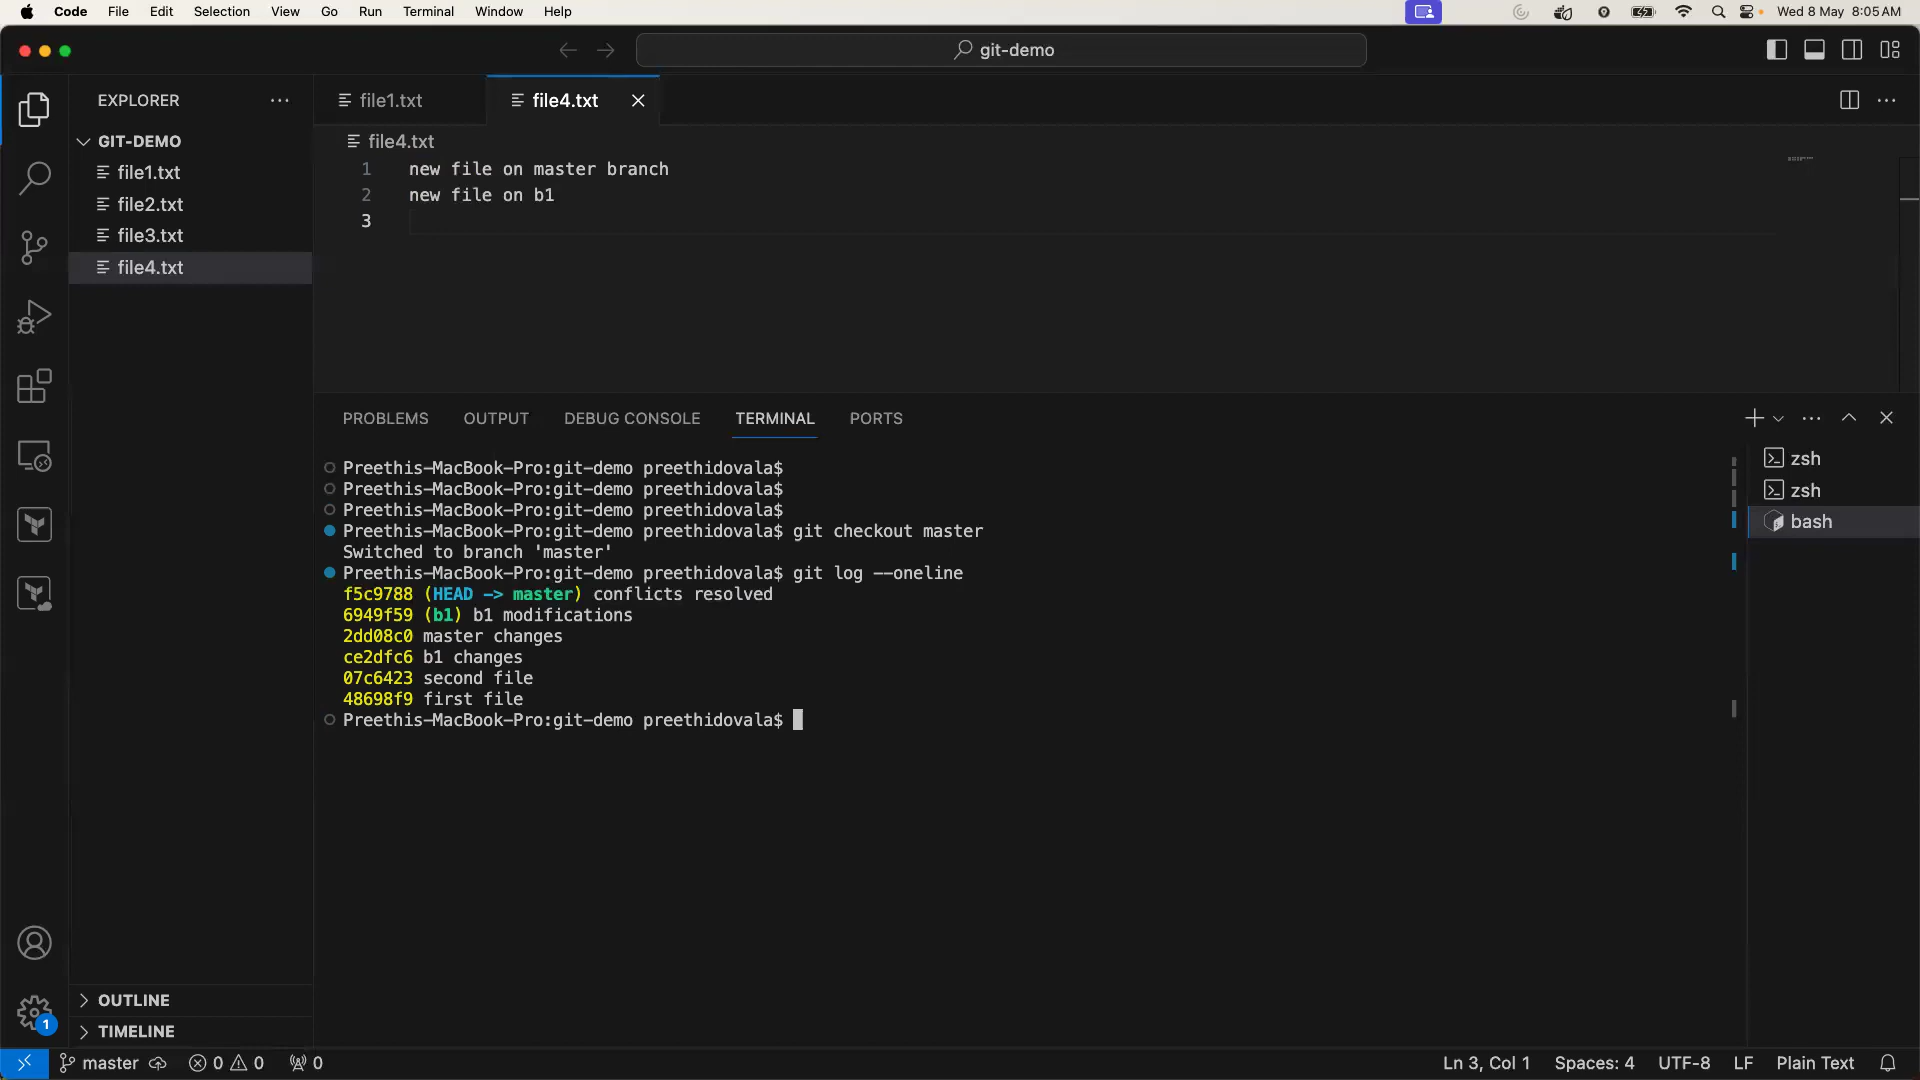 Code File Edit Selection View Go Run Terminal Window Help Wed 8 May 8:05 AM
git-demo
EXPLORER
file1.txt
file4.txt
GIT-DEMO
file1.txt
file2.txt
file3.txt
file4.txt
file4.txt
1 new file on master branch
2 new file on b1
3
PROBLEMS OUTPUT DEBUG CONSOLE TERMINAL PORTS
zsh
zsh
bash
Preethis-MacBook-Pro:git-demo preethidovala$
Preethis-MacBook-Pro:git-demo preethidovala$
Preethis-MacBook-Pro:git-demo preethidovala$
Preethis-MacBook-Pro:git-demo preethidovala$ git checkout master
Switched to branch 'master'
Preethis-MacBook-Pro:git-demo preethidovala$ git log --oneline
f5c9788 (HEAD -> master) conflicts resolved
6949f59 (b1) b1 modifications
2dd08c0 master changes
ce2dfc6 b1 changes
07c6423 second file
48698f9 first file
Preethis-MacBook-Pro:git-demo preethidovala$
OUTLINE
TIMELINE
1
master 0 0 0 Ln 3, Col 1 Spaces: 4 UTF-8 LF Plain Text